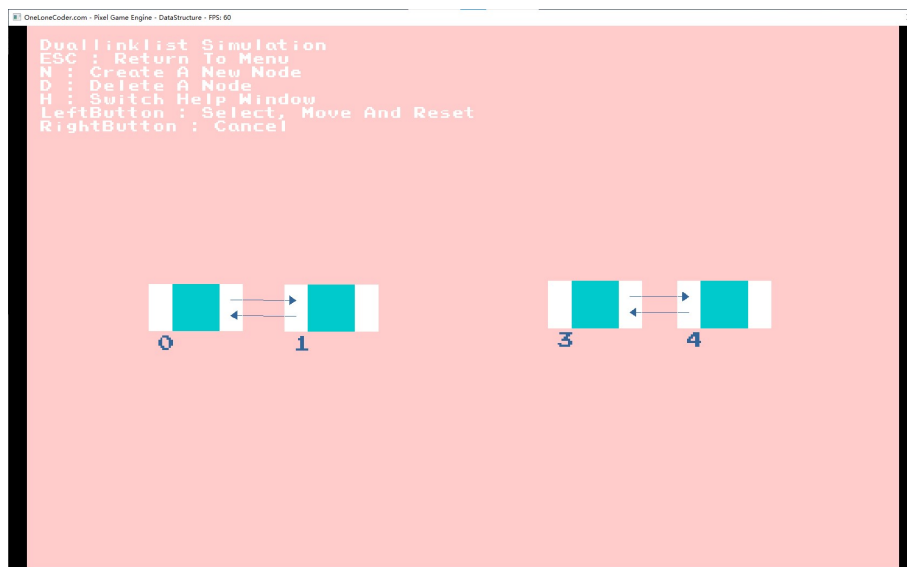 OneLoneCoder.com - Pixel Game Engine - DataStructure - FPS: 60
Duallinklist Simulation
ESC : Return To Menu
N : Create A New Node
D : Delete A Node
H : Switch Help Window
LeftButton : Select, Move And Reset
RightButton : Cancel
0 1 3 4